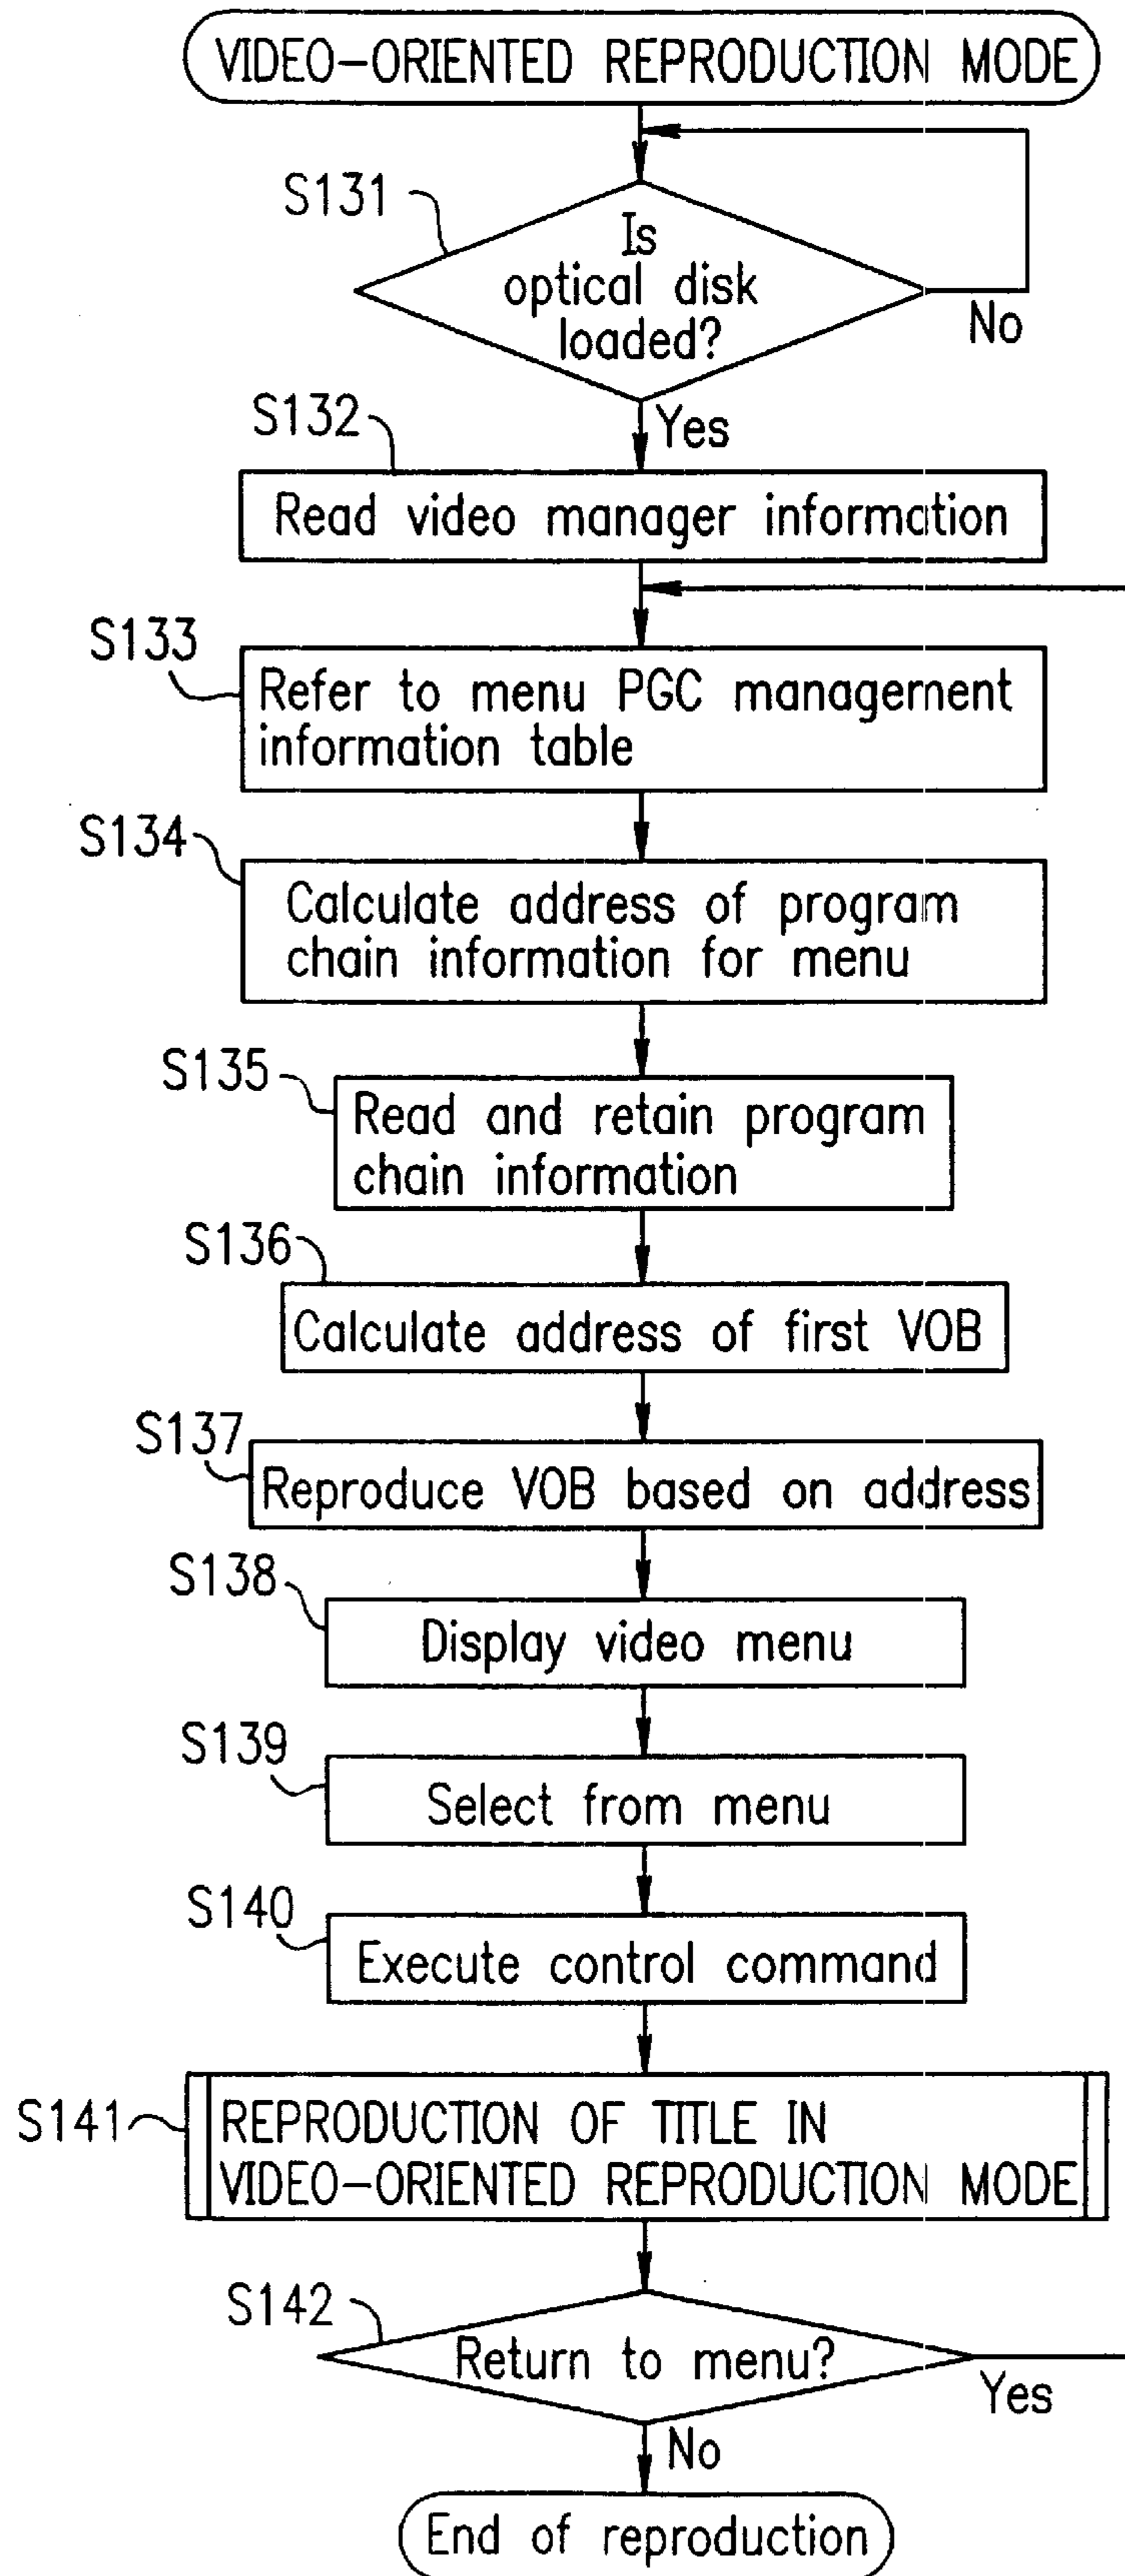 VIDEO-ORIENTED REPRODUCTION MODE
S131
Is
optical disk
loaded?
No
Yes
S132
Read video manager information
S133
Refer to menu PGC management
information table
S134
Calculate address of program
chain information for menu
S135
Read and retain program
chain information
S136
Calculate address of first VOB
S137
Reproduce VOB based on address
S138
Display video menu
S139
Select from menu
S140
Execute control command
S141
REPRODUCTION OF TITLE IN
VIDEO-ORIENTED REPRODUCTION MODE
S142
Return to menu?
Yes
No
End of reproduction